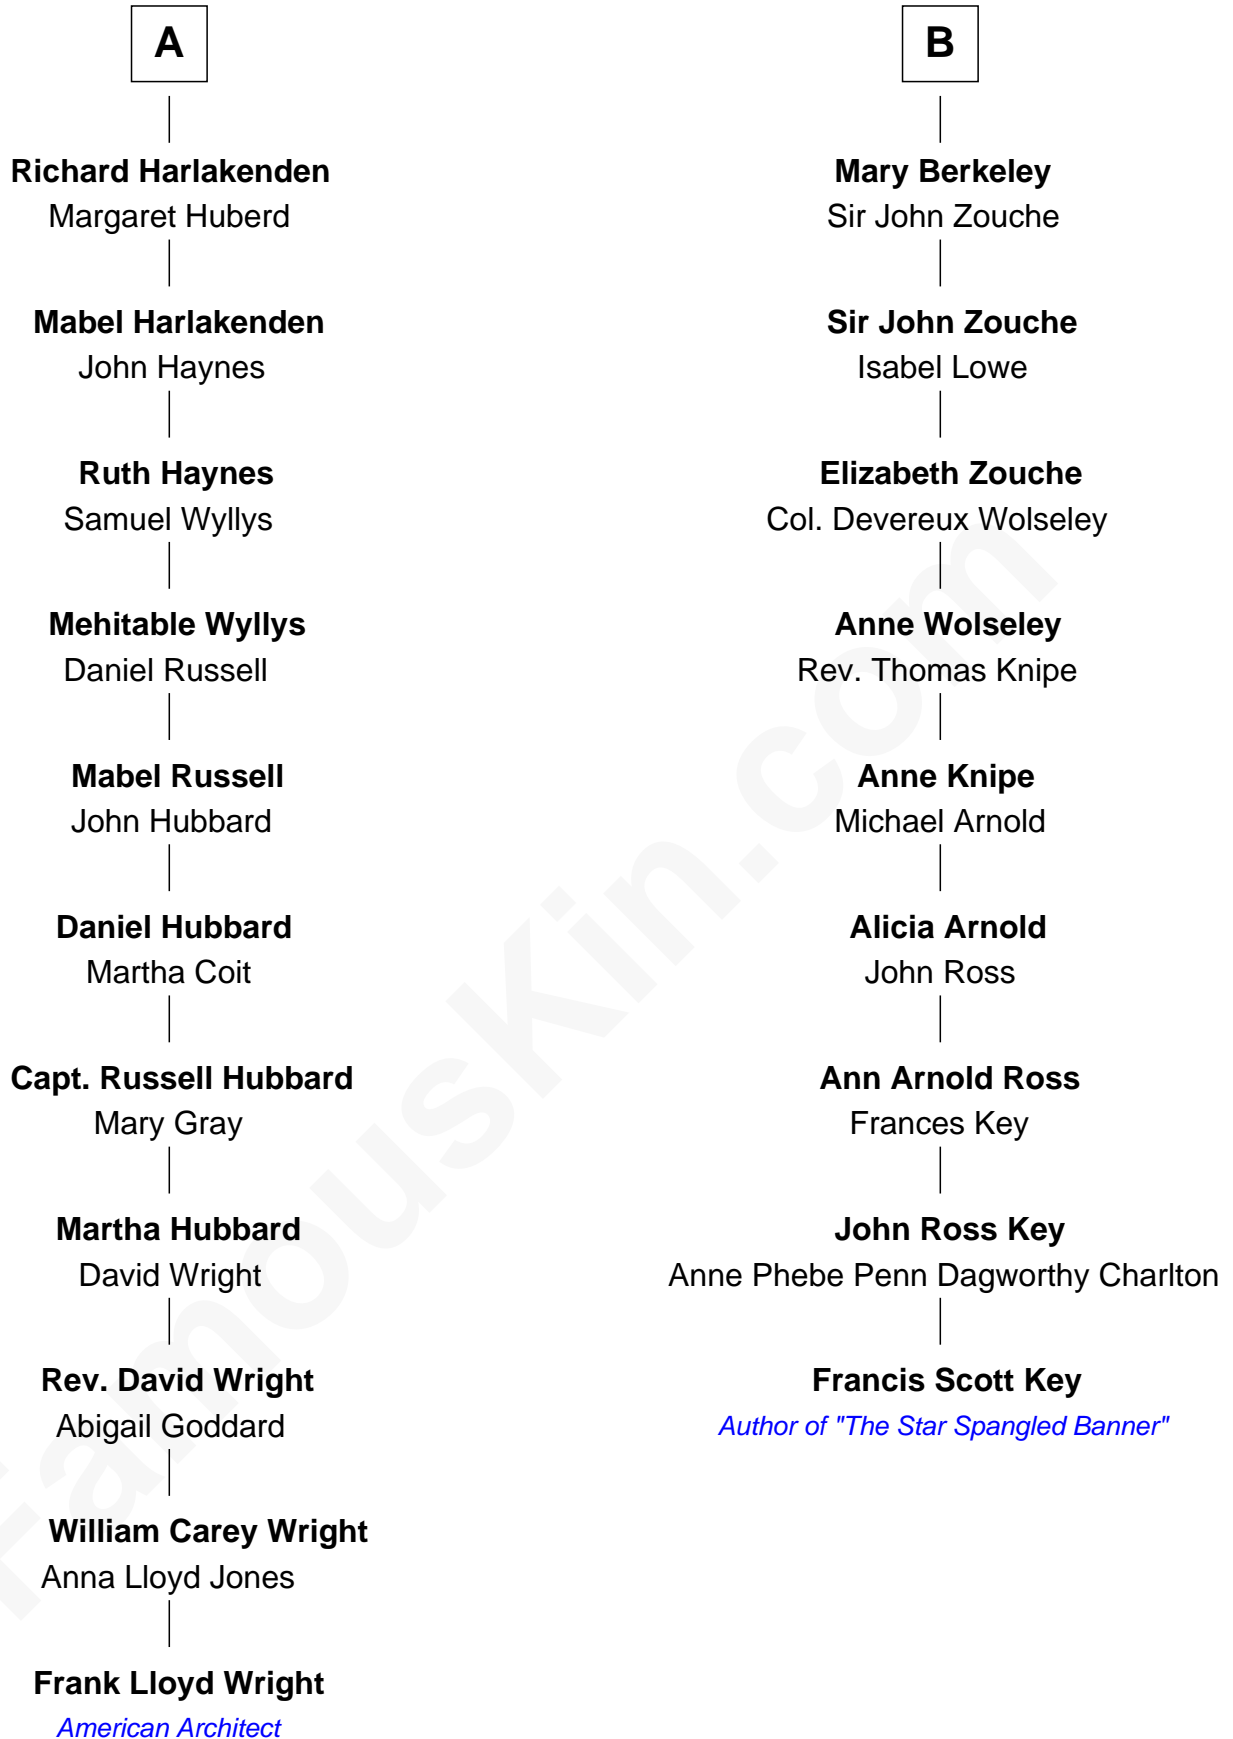 A
Richard Harlakenden
Margaret Huberd
Mabel Harlakenden
John Haynes
Ruth Haynes
Samuel Wyllys
Mehitable Wyllys
Daniel Russell
Mabel Russell
John Hubbard
Daniel Hubbard
Martha Coit
Capt. Russell Hubbard
Mary Gray
Martha Hubbard
David Wright
Rev. David Wright
Abigail Goddard
William Carey Wright
Anna Lloyd Jones
Frank Lloyd Wright
American Architect
B
Mary Berkeley
Sir John Zouche
Sir John Zouche
Isabel Lowe
Elizabeth Zouche
Col. Devereux Wolseley
Anne Wolseley
Rev. Thomas Knipe
Anne Knipe
Michael Arnold
Alicia Arnold
John Ross
Ann Arnold Ross
Frances Key
John Ross Key
Anne Phebe Penn Dagworthy Charlton
Francis Scott Key
Author of "The Star Spangled Banner"
FamousKin.com